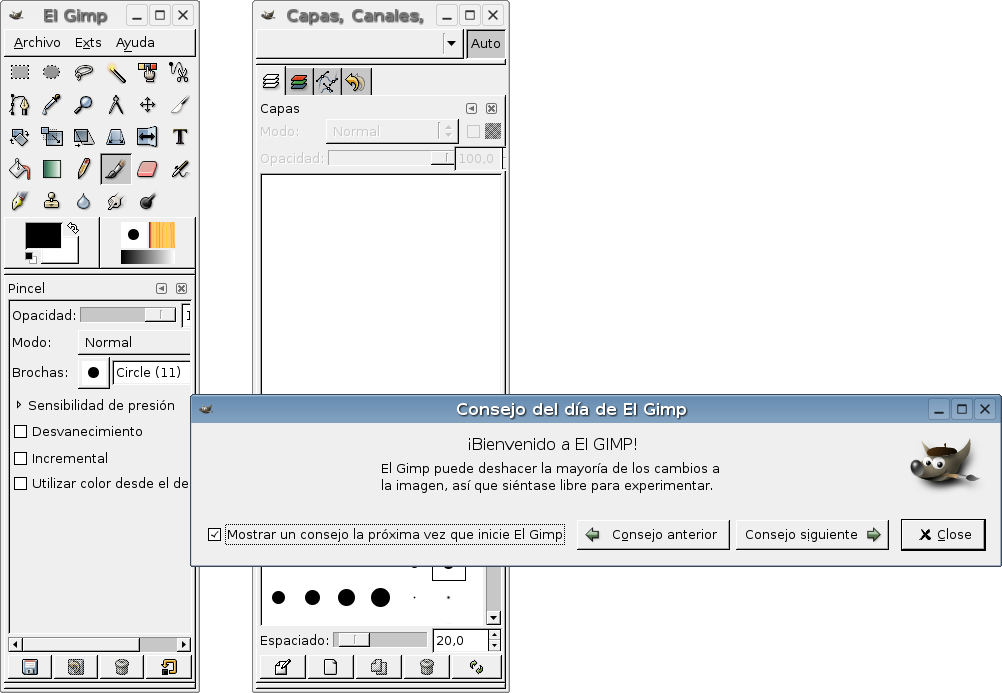 El Gimp
Archivo Exts Ayuda
Pincel
Opacidad:
Modo: Normal
Brochas: Circle (11)
Sensibilidad de presión
Desvanecimiento
Incremental
Utilizar color desde el de
Capas, Canales,
Auto
Capas
Modo: Normal
Opacidad: 100,0
Consejo del día de El Gimp
¡Bienvenido a El GIMP!
El Gimp puede deshacer la mayoría de los cambios a
la imagen, así que siéntase libre para experimentar.
Mostrar un consejo la próxima vez que inicie El Gimp
Consejo anterior
Consejo siguiente
Close
Espaciado: 20,0